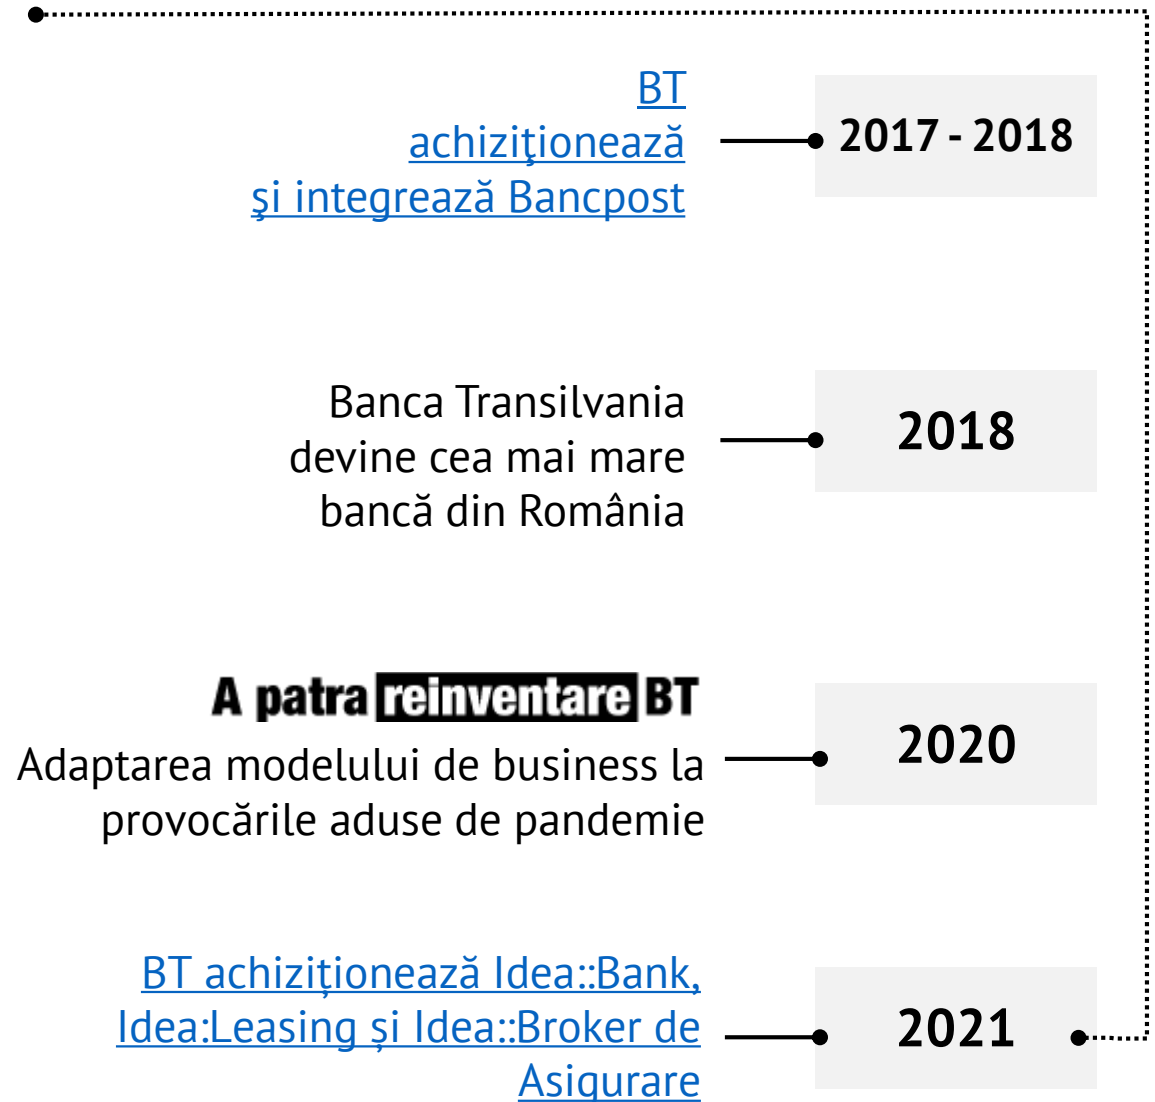 BT
achiziţionează
şi integrează Bancpost
2017 - 2018
Banca Transilvania
devine cea mai mare
bancă din România
2018
A patra reinventare BT
Adaptarea modelului de business la
provocările aduse de pandemie
2020
BT achiziționează Idea::Bank,
Idea:Leasing și Idea::Broker de
Asigurare
2021